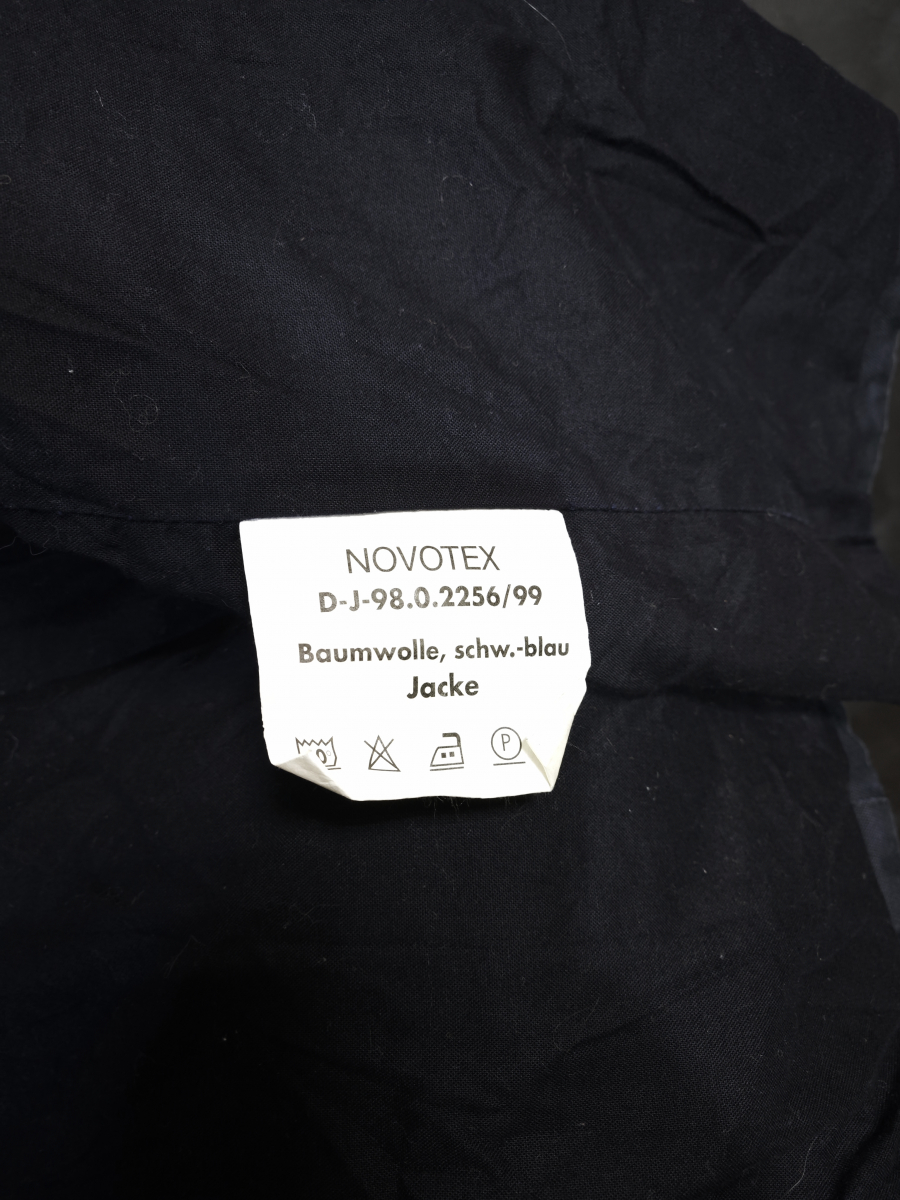 NOVOTEX
D-J-98.0.2256/99
Baumwolle, schw.-blau
Jacke
P